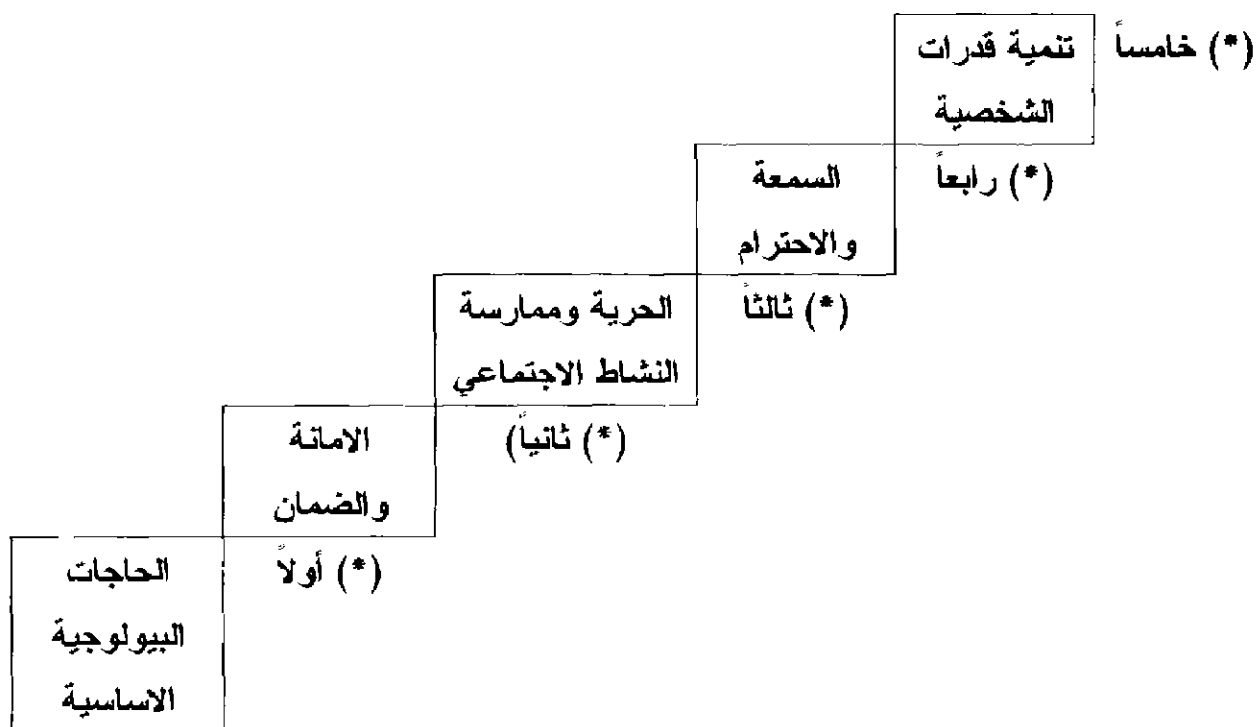 تنمية قدرات (*) خامساً
الشخصية
السمعة (*) رابعاً
والاحترام
الحرية وممارسة (*) ثالثاً
النشاط الاجتماعي
الامانة (*) ثانياً)
والضمان
الحاجات (*) أولاً
البيولوجية
الاساسية